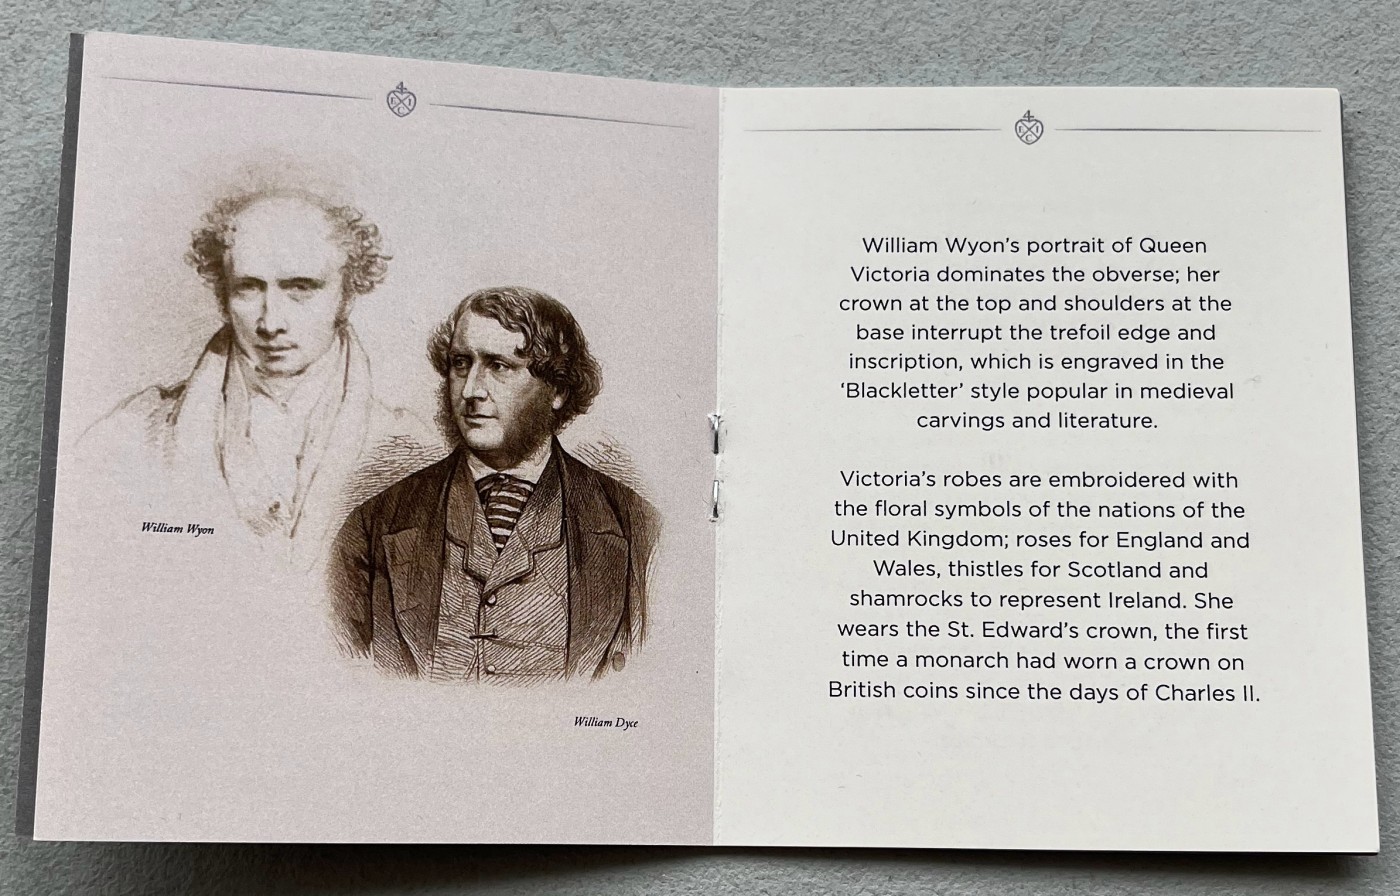 4
E I
C
William Wyon
William Dyce
4
E I
C
William Wyon’s portrait of Queen
Victoria dominates the obverse; her
crown at the top and shoulders at the
base interrupt the trefoil edge and
inscription, which is engraved in the
‘Blackletter’ style popular in medieval
carvings and literature.
Victoria’s robes are embroidered with
the floral symbols of the nations of the
United Kingdom; roses for England and
Wales, thistles for Scotland and
shamrocks to represent Ireland. She
wears the St. Edward’s crown, the first
time a monarch had worn a crown on
British coins since the days of Charles II.